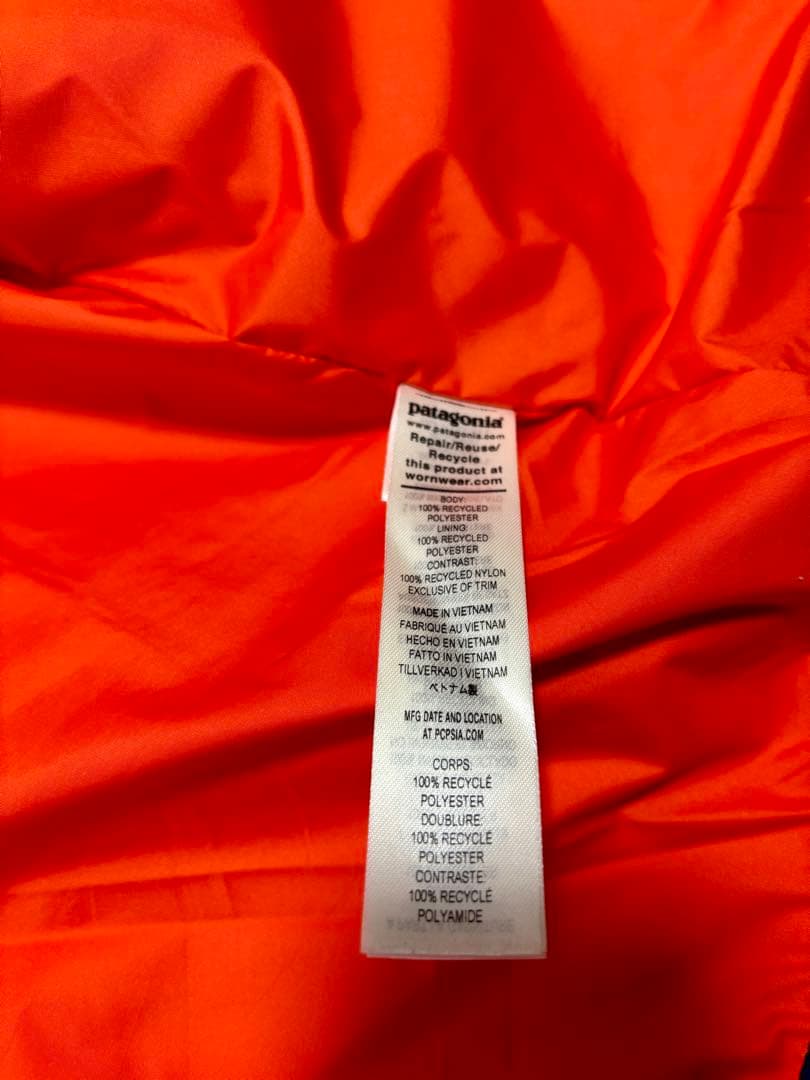 patagonia
www.patagonia.com
Repair/Reuse/
Recycle
this product at
wornwear.com
BODY:
100% RECYCLED
POLYESTER
LINING:
100% RECYCLED
POLYESTER
CONTRAST:
100% RECYCLED NYLON
EXCLUSIVE OF TRIM
MADE IN VIETNAM
FABRIQUÉ AU VIETNAM
HECHO EN VIETNAM
FATTO IN VIETNAM
TILLVERKAD I VIETNAM
ベトナム製
MFG DATE AND LOCATION
AT PCPSIA.COM
CORPS:
100% RECYCLÉ
POLYESTER
DOUBLURE:
100% RECYCLÉ
POLYESTER
CONTRASTE:
100% RECYCLÉ
POLYAMIDE